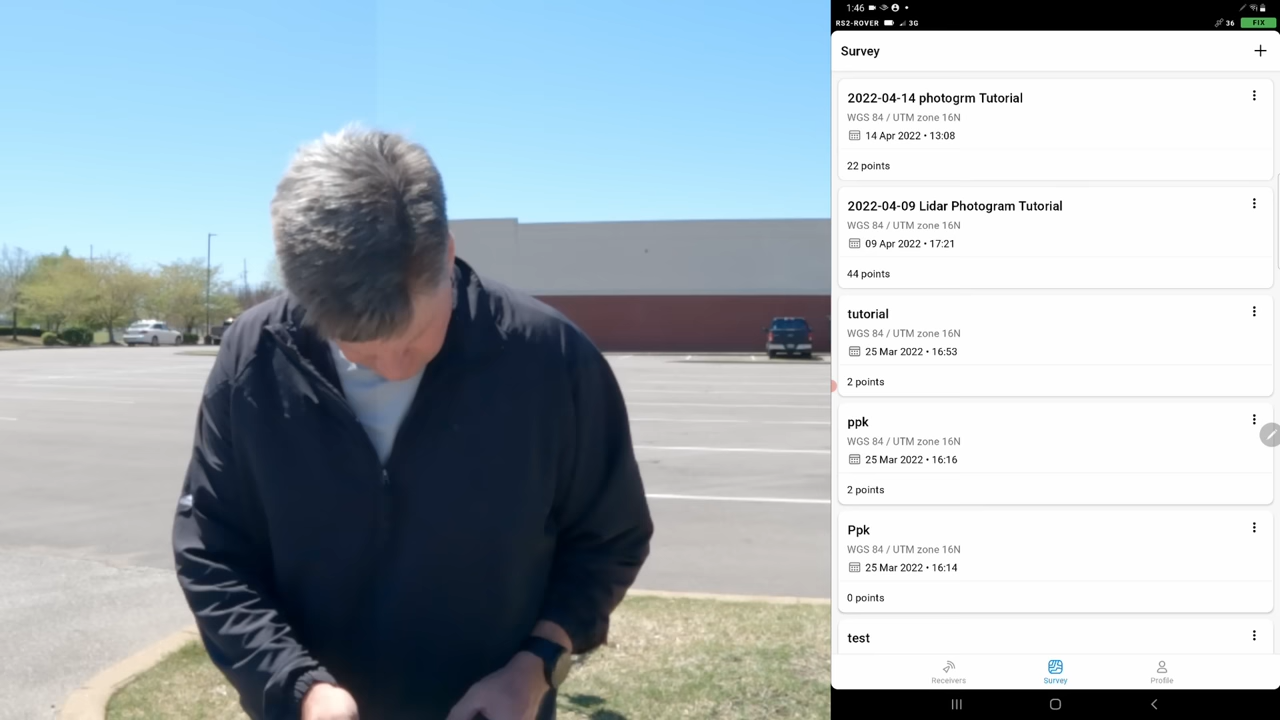 1:46
RS2-ROVER 3G 36 FIX
Survey
2022-04-14 photogrm Tutorial
WGS 84 / UTM zone 16N
14 Apr 2022 • 13:08
22 points
2022-04-09 Lidar Photogram Tutorial
WGS 84 / UTM zone 16N
09 Apr 2022 • 17:21
44 points
tutorial
WGS 84 / UTM zone 16N
25 Mar 2022 • 16:53
2 points
ppk
WGS 84 / UTM zone 16N
25 Mar 2022 • 16:16
2 points
Ppk
WGS 84 / UTM zone 16N
25 Mar 2022 • 16:14
0 points
test
Receivers Survey Profile